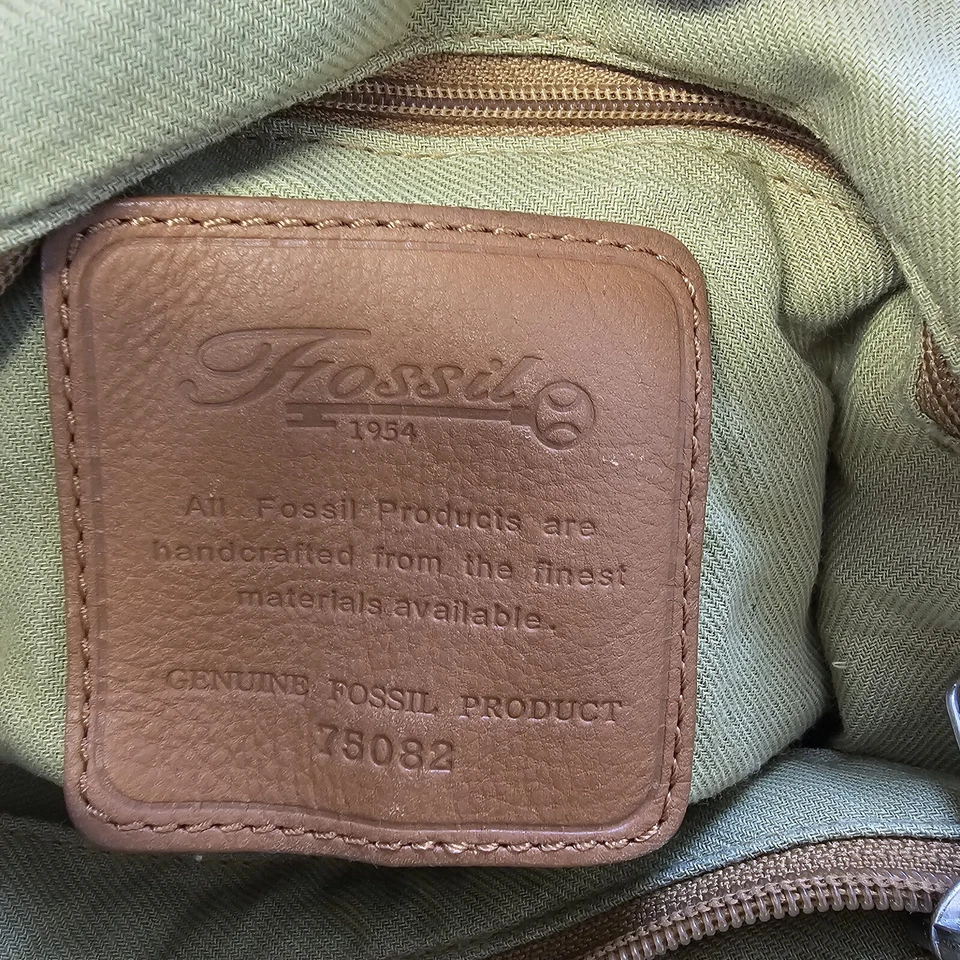 Fossil
1954
All Fossil Products are
handcrafted from the finest
materials available.
GENUINE FOSSIL PRODUCT
75082